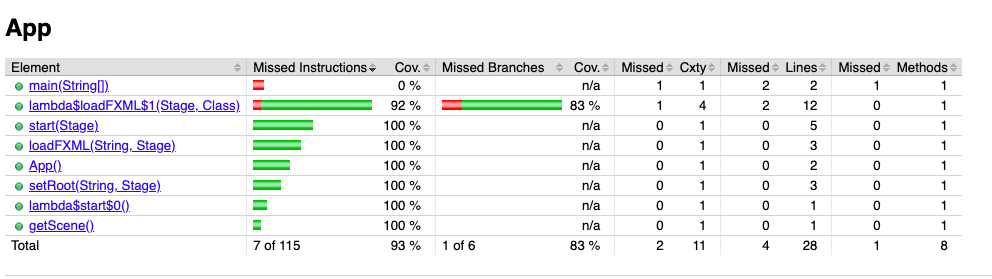 App
Element Missed Instructions Cov. Missed Branches Cov. Missed Cxty Missed Lines Missed Methods
main(String[]) 0 % n/a 1 1 2 2 1 1
lambda$loadFXML$1(Stage, Class) 92 % 83 % 1 4 2 12 0 1
start(Stage) 100 % n/a 0 1 0 5 0 1
loadFXML(String, Stage) 100 % n/a 0 1 0 3 0 1
App() 100 % n/a 0 1 0 2 0 1
setRoot(String, Stage) 100 % n/a 0 1 0 3 0 1
lambda$start$0() 100 % n/a 0 1 0 1 0 1
getScene() 100 % n/a 0 1 0 1 0 1
Total 7 of 115 93 % 1 of 6 83 % 2 11 4 28 1 8